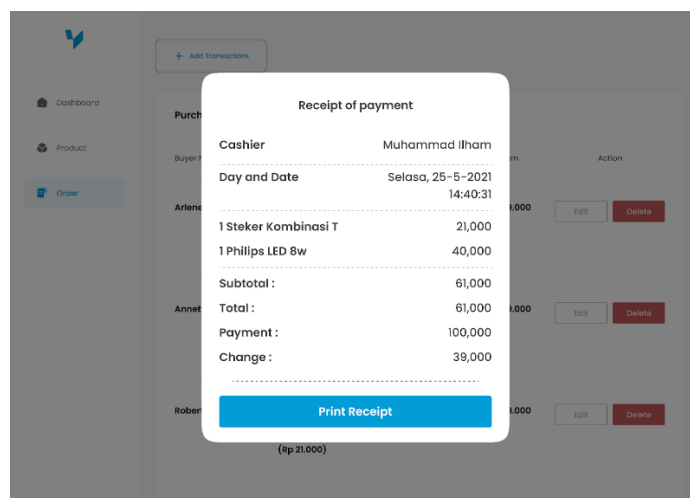 + Add Transactions
Dashboard
Product
Order
Receipt of payment
Cashier Muhammad Ilham
Day and Date Selasa, 25-5-2021
14:40:31
1 Steker Kombinasi T 21,000
1 Philips LED 8w 40,000
Subtotal : 61,000
Total : 61,000
Payment : 100,000
Change : 39,000
Print Receipt
Buyer
Action
Edit Delete
Edit Delete
Edit Delete
(Rp 21.000)